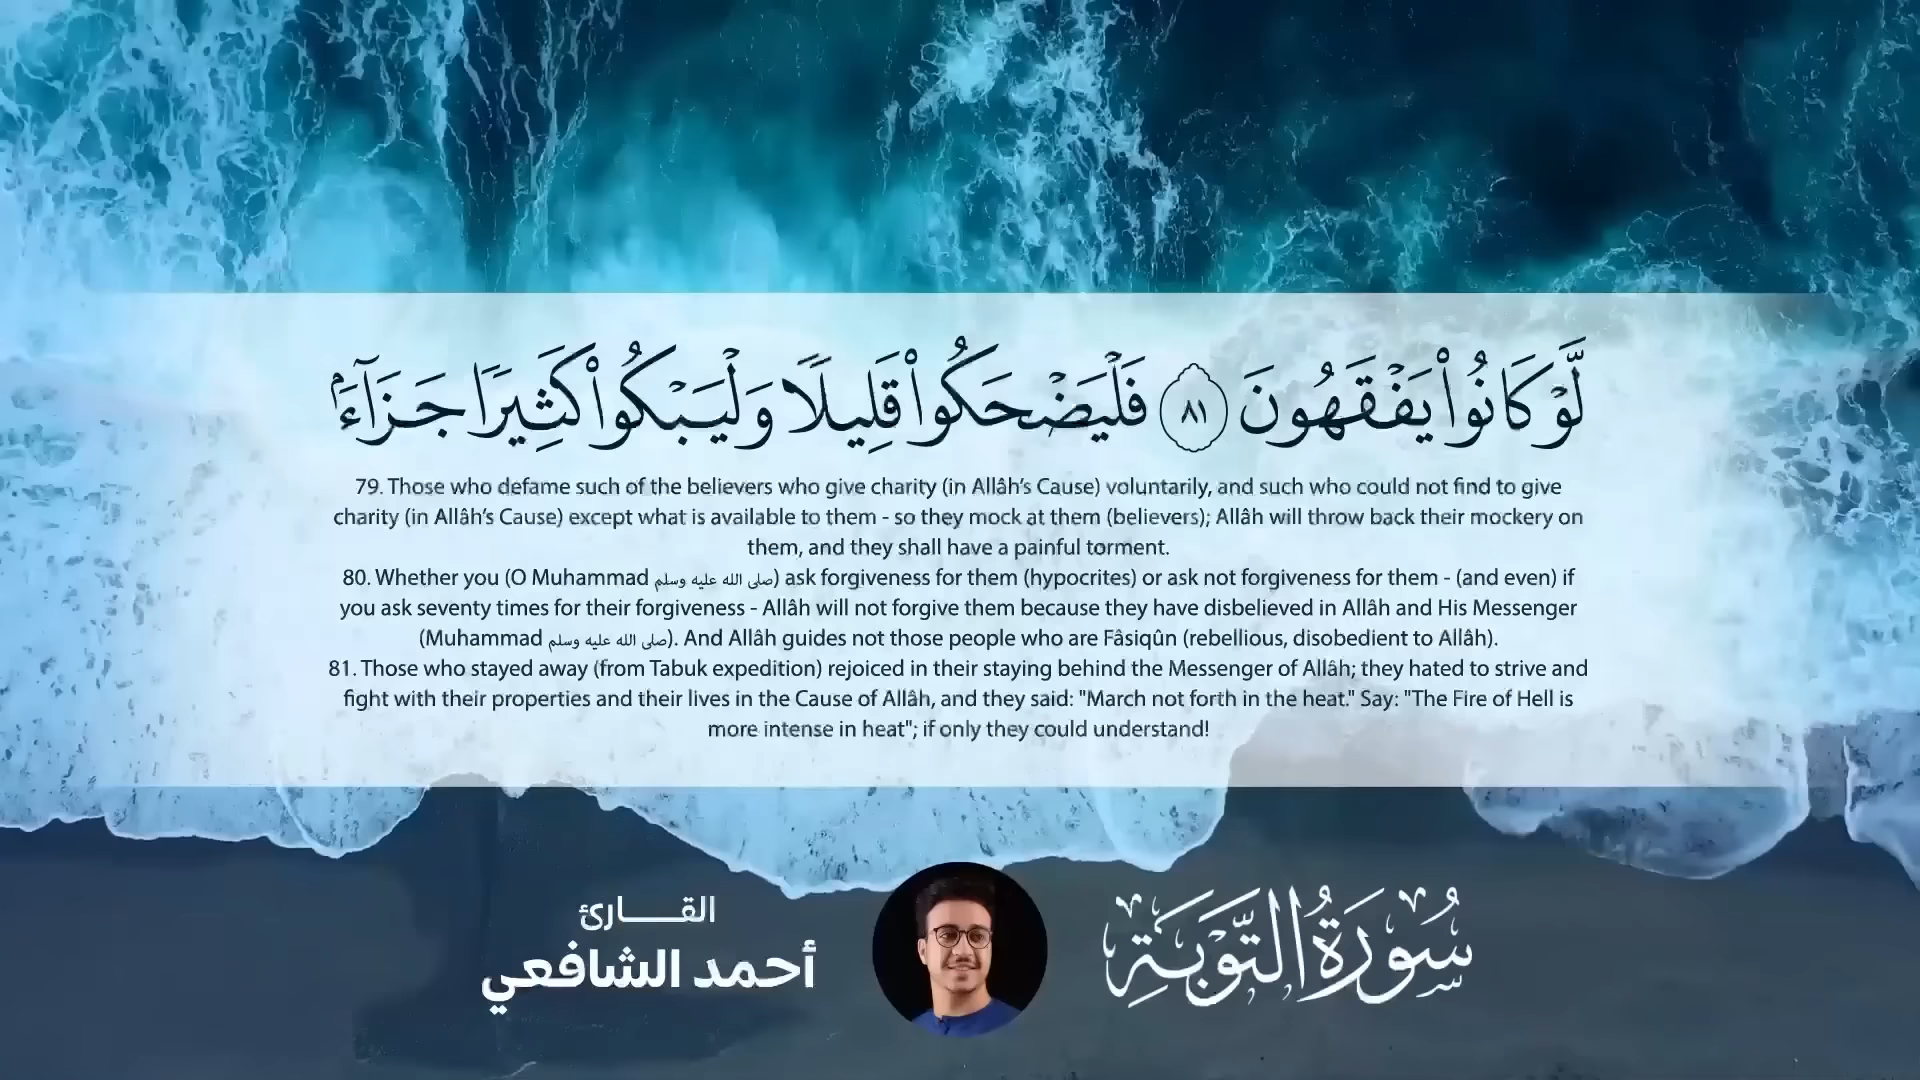 لَّوْ كَانُوا۟ يَفْقَهُونَ ٨١ فَلْيَضْحَكُوا۟ قَلِيلًا وَلْيَبْكُوا۟ كَثِيرًا جَزَآءًۢ
79. Those who defame such of the believers who give charity (in Allâh’s Cause) voluntarily, and such who could not find to give
charity (in Allâh’s Cause) except what is available to them - so they mock at them (believers); Allâh will throw back their mockery on
them, and they shall have a painful torment.
80. Whether you (O Muhammad صلى الله عليه وسلم) ask forgiveness for them (hypocrites) or ask not forgiveness for them - (and even) if
you ask seventy times for their forgiveness - Allâh will not forgive them because they have disbelieved in Allâh and His Messenger
(Muhammad صلى الله عليه وسلم). And Allâh guides not those people who are Fâsiqûn (rebellious, disobedient to Allâh).
81. Those who stayed away (from Tabuk expedition) rejoiced in their staying behind the Messenger of Allâh; they hated to strive and
fight with their properties and their lives in the Cause of Allâh, and they said: "March not forth in the heat." Say: "The Fire of Hell is
more intense in heat"; if only they could understand!
سُورَةُ التَّوْبَةِ
القـــــارئ
أحمد الشافعي